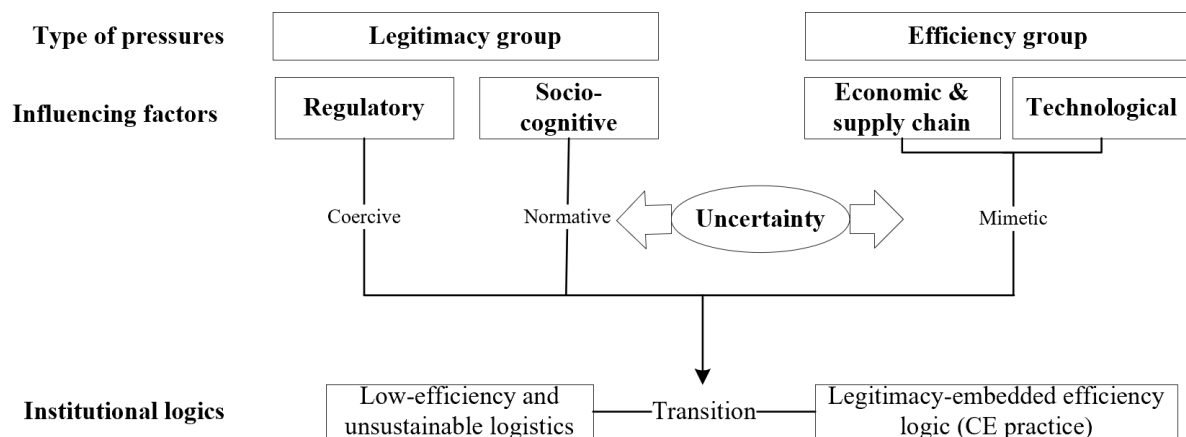 Type of pressures
Legitimacy group
Efficiency group
Influencing factors
Regulatory
Socio-
cognitive
Economic &
supply chain
Technological
Coercive
Normative
Uncertainty
Mimetic
Institutional logics
Low-efficiency and
unsustainable logistics
Transition
Legitimacy-embedded efficiency
logic (CE practice)